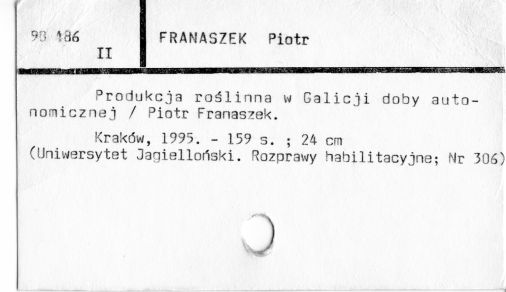 98 486
II
FRANASZEK Piotr
Produkcja roślinna w Galicji doby auto-
nomicznej / Piotr Franaszek.
Kraków, 1995. - 159 s. ; 24 cm
(Uniwersytet Jagielloński. Rozprawy habilitacyjne; Nr 306)